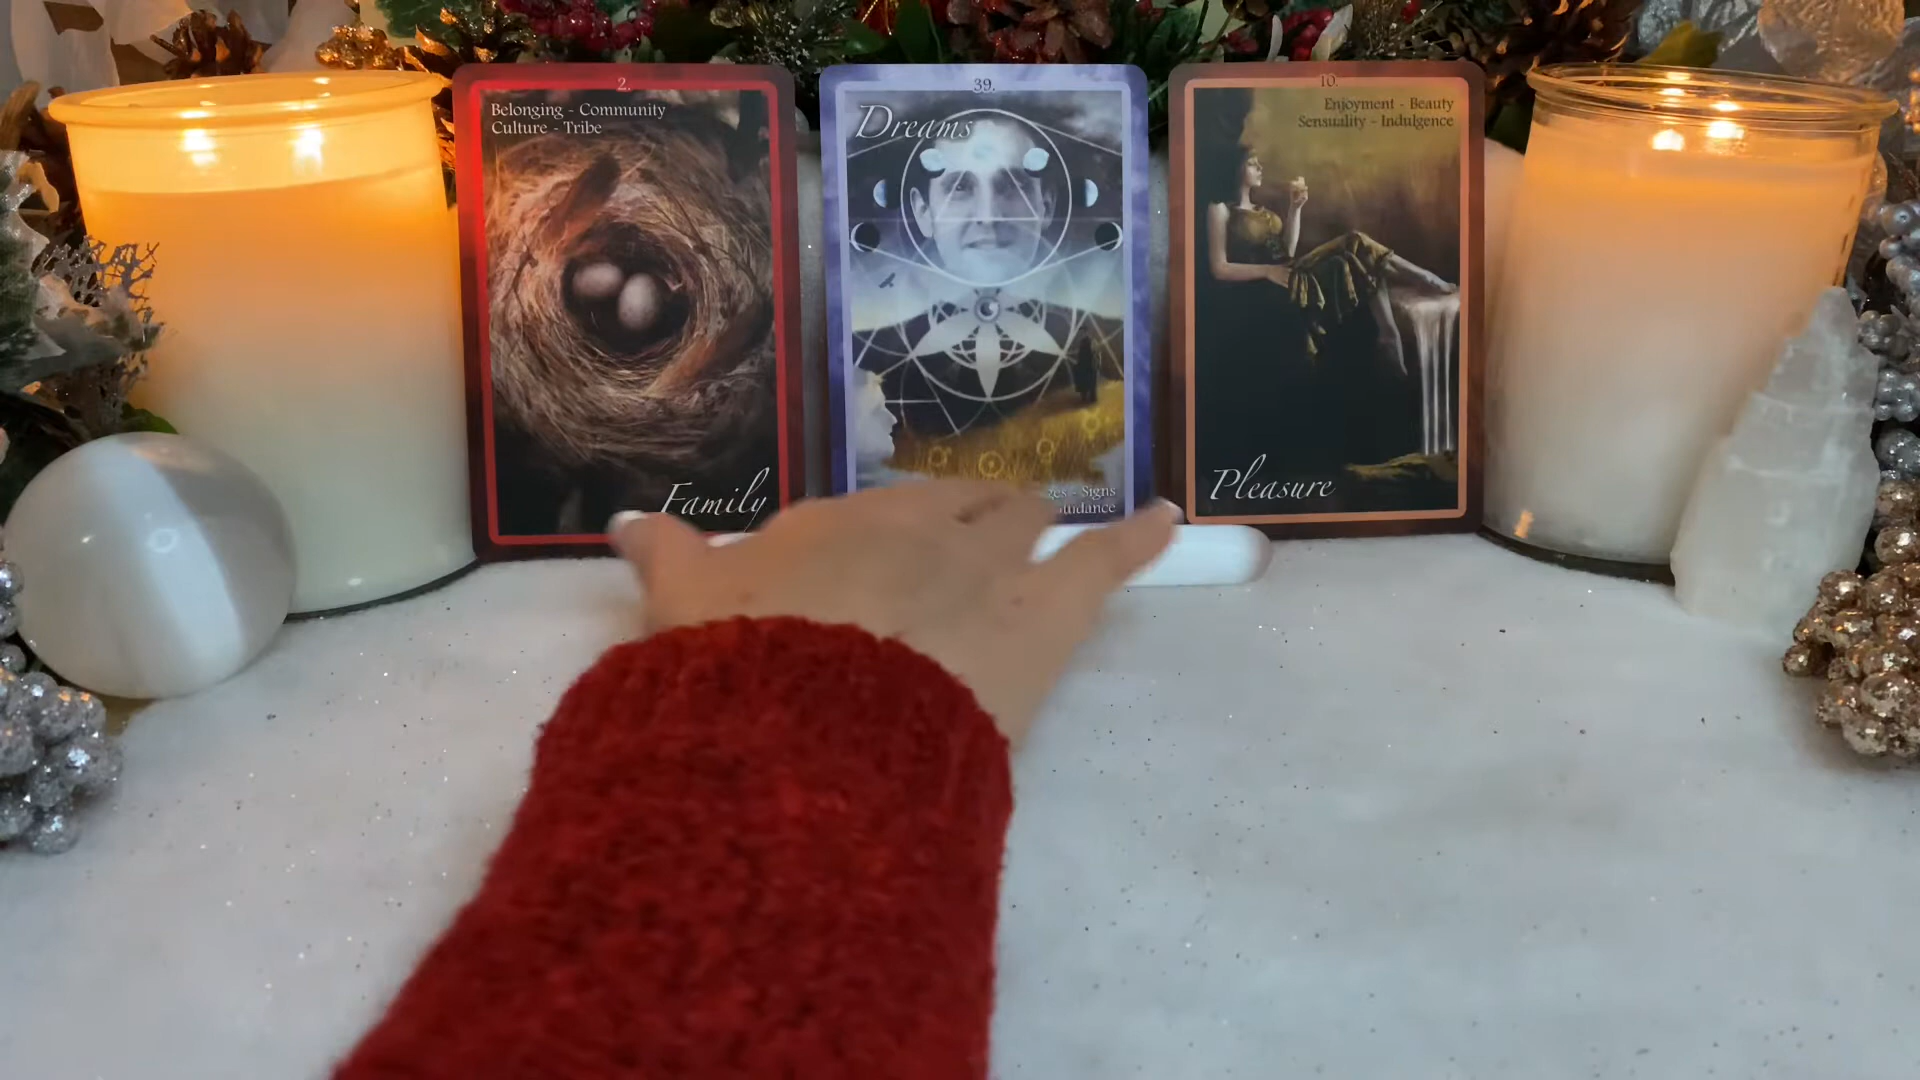 2.
Belonging - Community
Culture - Tribe
Family
39.
Dreams
Signs
10.
Enjoyment - Beauty
Sensuality - Indulgence
Pleasure